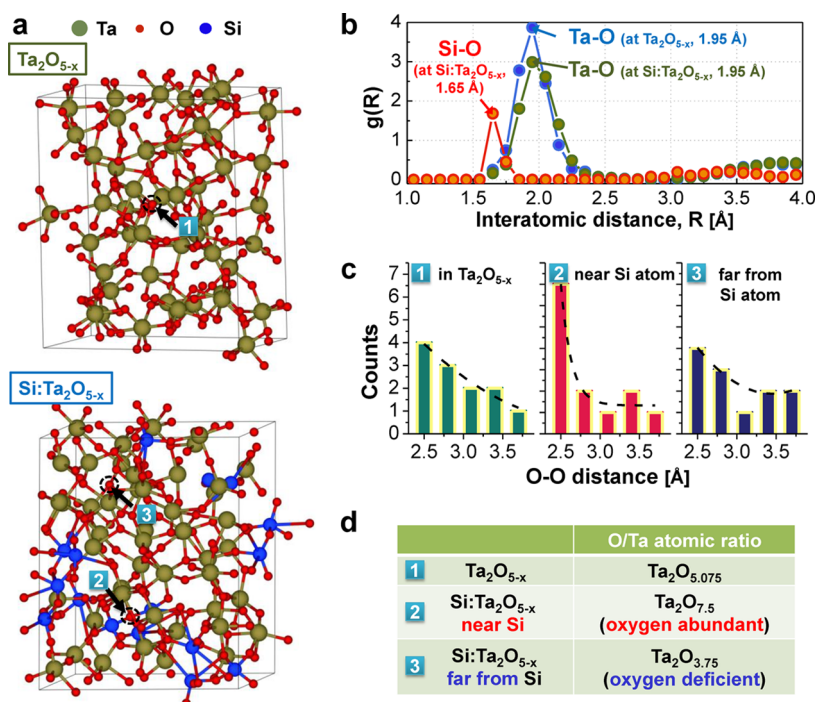 a
Ta O Si
Ta2O5-x
1
Si:Ta2O5-x
3
2
b
g(R)
4
3
2
1
0
Si-O
(at Si:Ta2O5-x,
1.65 Å)
Ta-O (at Ta2O5-x, 1.95 Å)
Ta-O (at Si:Ta2O5-x, 1.95 Å)
1.0 1.5 2.0 2.5 3.0 3.5 4.0
Interatomic distance, R [Å]
c
Counts
7
6
5
4
3
2
1
0
1 in Ta2O5-x
2 near Si atom
3 far from
Si atom
2.5 3.0 3.5 2.5 3.0 3.5 2.5 3.0 3.5
O-O distance [Å]
d
O/Ta atomic ratio
1 Ta2O5-x Ta2O5.075
2 Si:Ta2O5-x Ta2O7.5
near Si (oxygen abundant)
3 Si:Ta2O5-x Ta2O3.75
far from Si (oxygen deficient)